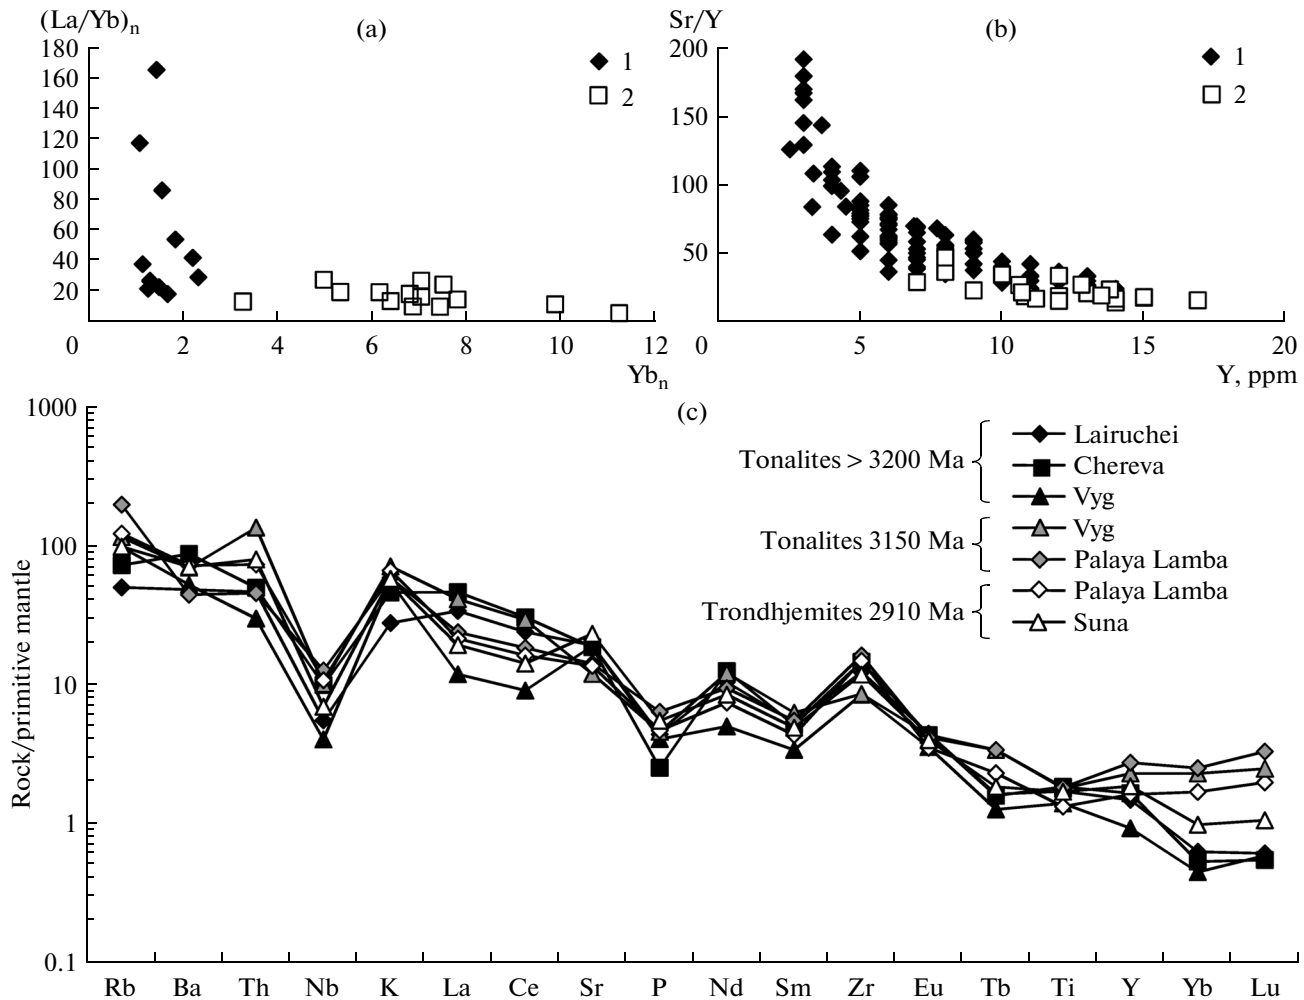 (La/Yb)n
(a)
180
160
140
120
100
80
60
40
20
0
2
4
6
8
10
12
Ybn
1
2
Sr/Y
(b)
200
150
100
50
0
5
10
15
20
Y, ppm
1
2
(c)
Rock/primitive mantle
1000
100
10
1
0.1
Tonalites > 3200 Ma
Lairuchei
Chereva
Vyg
Tonalites 3150 Ma
Vyg
Palaya Lamba
Trondhjemites 2910 Ma
Palaya Lamba
Suna
Rb Ba Th Nb K La Ce Sr P Nd Sm Zr Eu Tb Ti Y Yb Lu